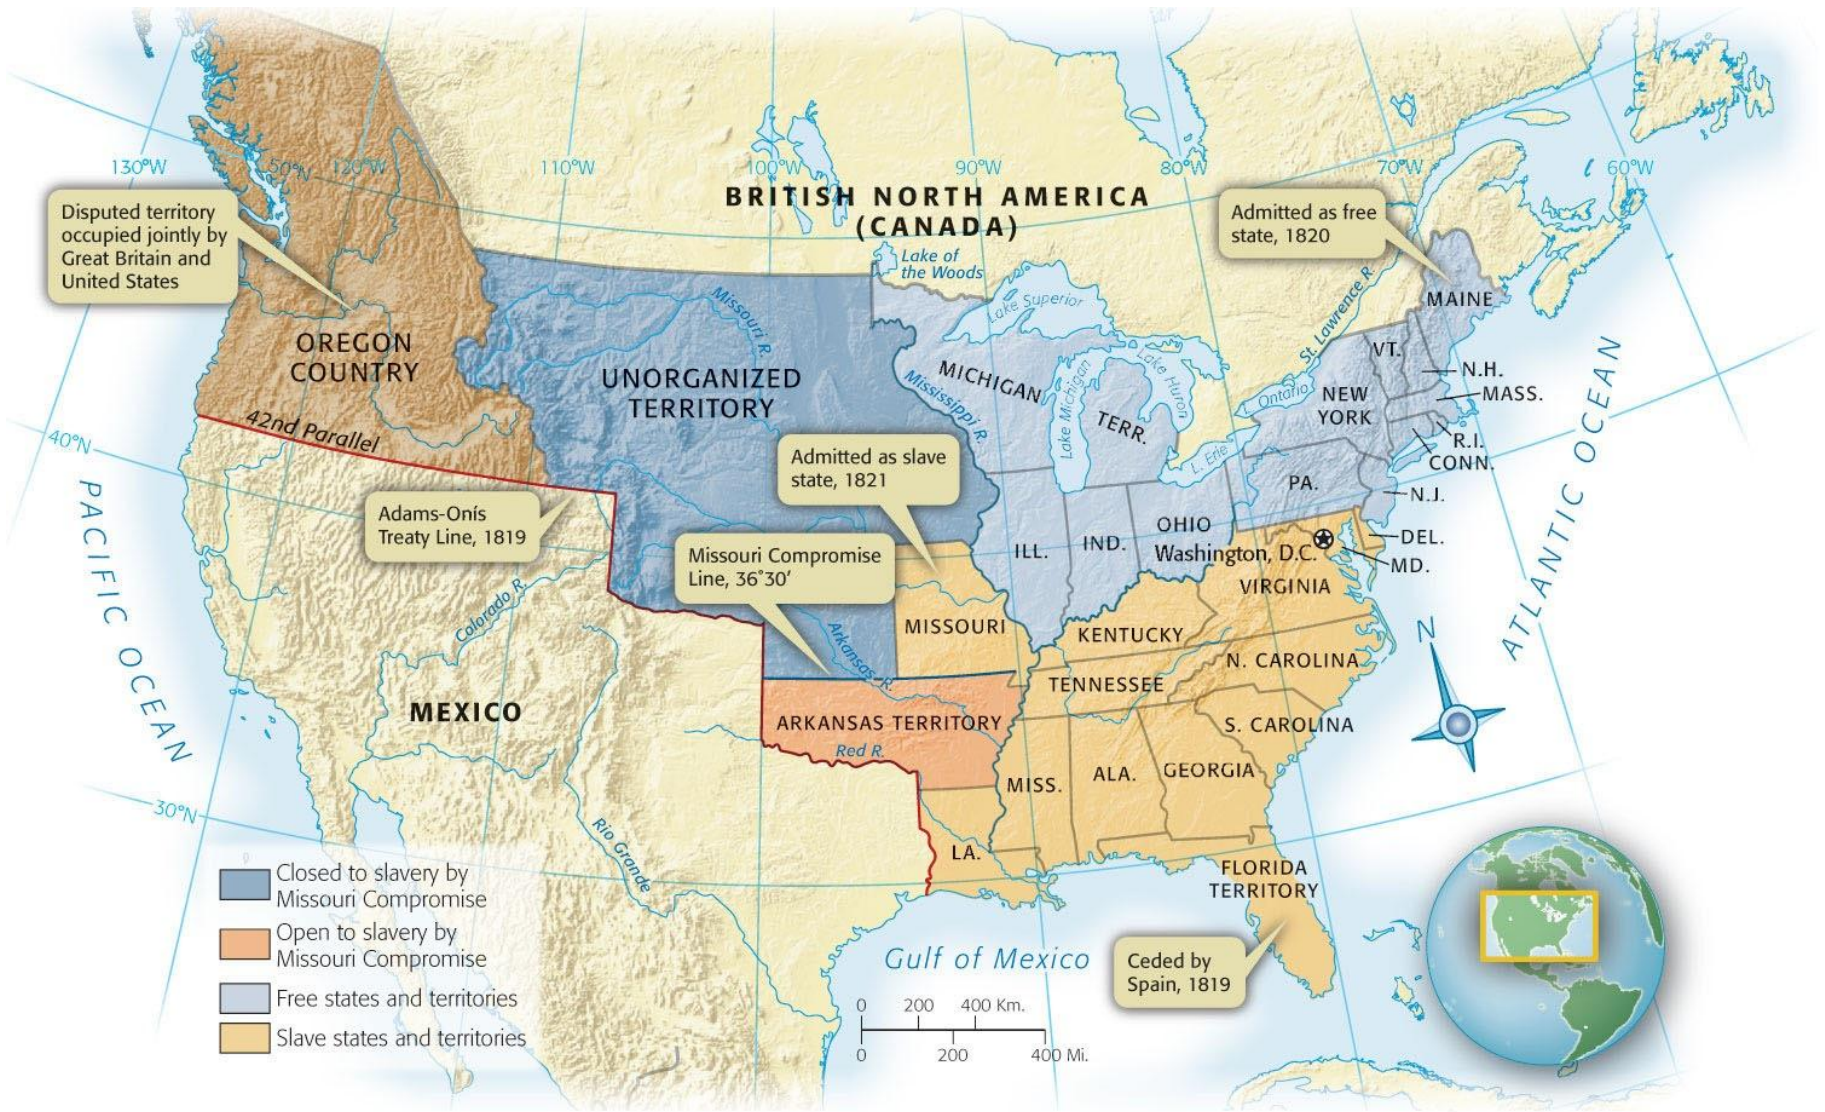 130°W
50°N
120°W
110°W
100°W
90°W
80°W
70°W
60°W
BRITISH NORTH AMERICA
(CANADA)
Disputed territory
occupied jointly by
Great Britain and
United States
Admitted as free
state, 1820
Lake of
the Woods
Lake Superior
Missouri R.
St. Lawrence R.
MAINE
OREGON
COUNTRY
UNORGANIZED
TERRITORY
MICHIGAN
TERR.
Mississippi R.
Lake Michigan
Lake Huron
L. Ontario
L. Erie
VT.
N.H.
MASS.
NEW
YORK
R.I.
CONN.
PA.
N.J.
42nd Parallel
40°N
PACIFIC OCEAN
ATLANTIC OCEAN
Admitted as slave
state, 1821
Adams-Onís
Treaty Line, 1819
Missouri Compromise
Line, 36°30′
ILL.
IND.
OHIO
Washington, D.C.
DEL.
MD.
VIRGINIA
Colorado R.
Arkansas R.
MISSOURI
KENTUCKY
N. CAROLINA
TENNESSEE
N
MEXICO
ARKANSAS TERRITORY
Red R.
S. CAROLINA
MISS.
ALA.
GEORGIA
30°N
Rio Grande
LA.
FLORIDA
TERRITORY
Closed to slavery by
Missouri Compromise
Open to slavery by
Missouri Compromise
Free states and territories
Slave states and territories
Gulf of Mexico
Ceded by
Spain, 1819
0 200 400 Km.
0 200 400 Mi.